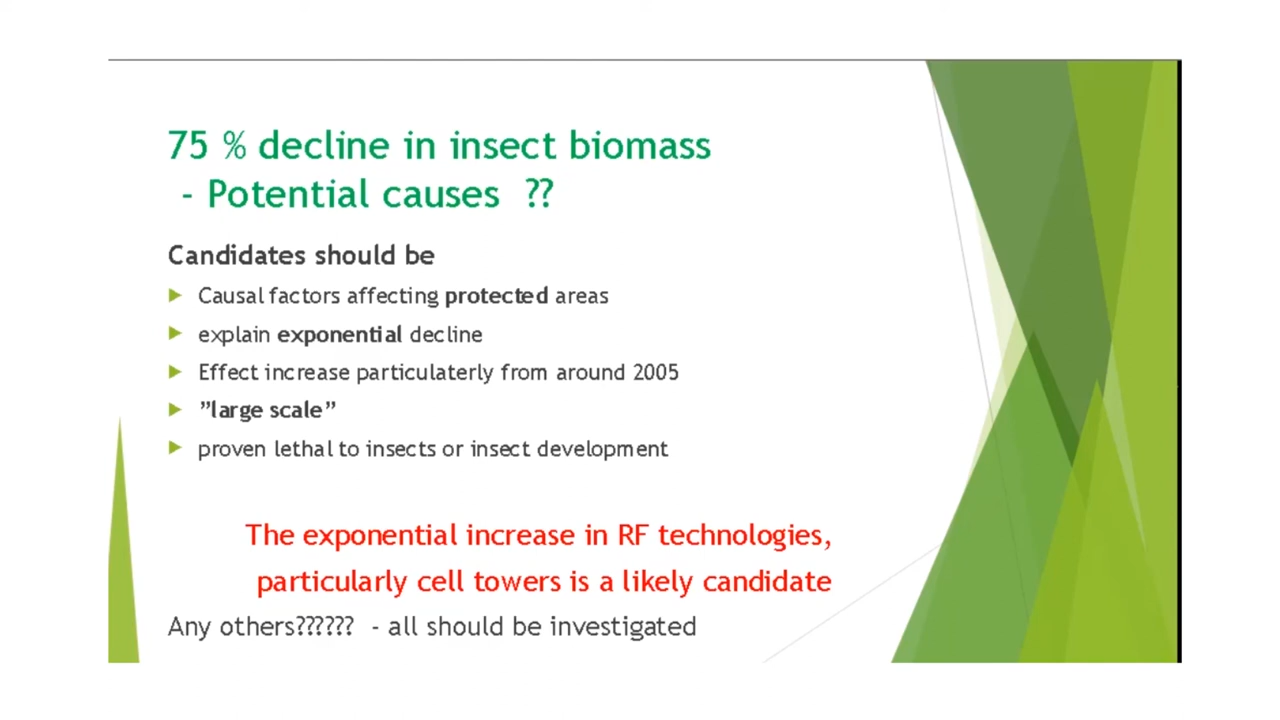 75 % decline in insect biomass
- Potential causes ??
Candidates should be
Causal factors affecting protected areas
explain exponential decline
Effect increase particulaterly from around 2005
”large scale”
proven lethal to insects or insect development
The exponential increase in RF technologies,
particularly cell towers is a likely candidate
Any others?????? - all should be investigated